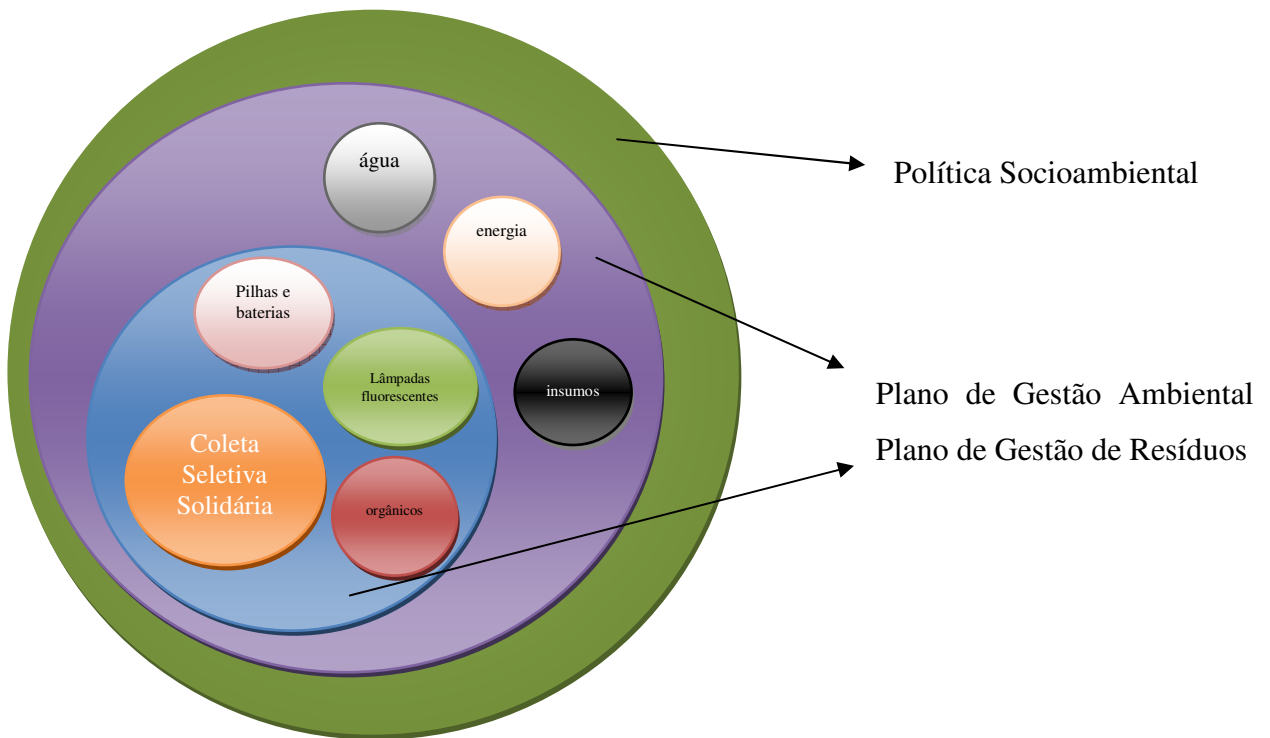 água
energia
Política Socioambiental
Pilhas e
baterias
Lâmpadas
fluorescentes
insumos
Plano de Gestão Ambiental
Plano de Gestão de Resíduos
Coleta
Seletiva
Solidária
orgânicos